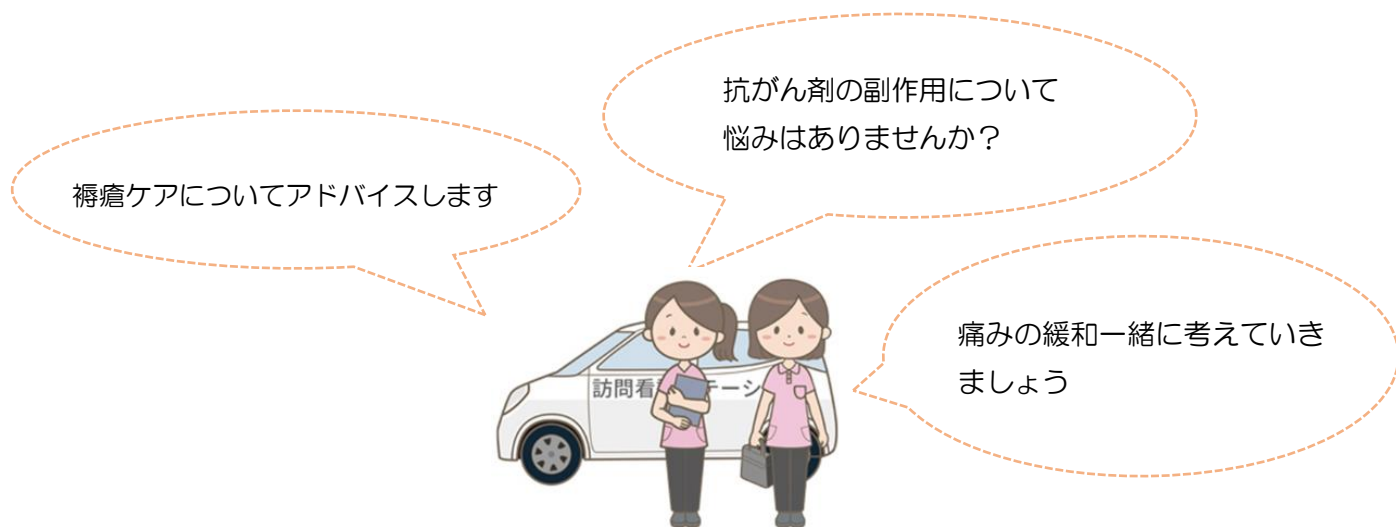 抗がん剤の副作用について
悩みはありませんか？
褥瘡ケアについてアドバイスします
痛みの緩和一緒に考えていき
ましょう
訪問看 テーシ